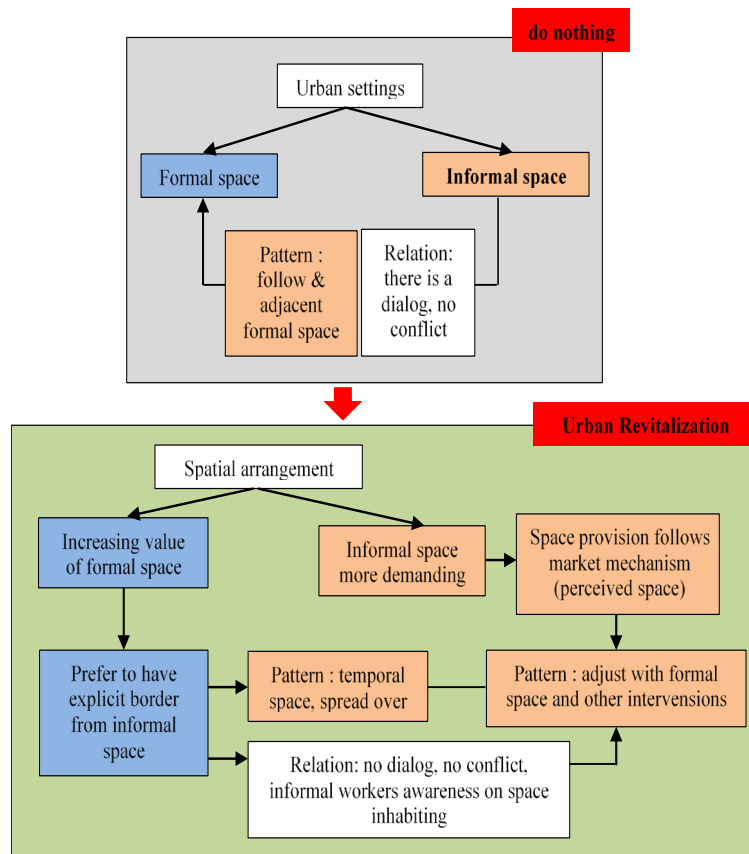 do nothing
Urban settings
Formal space
Informal space
Pattern :
follow &
adjacent
formal space
Relation:
there is a
dialog, no
conflict
Urban Revitalization
Spatial arrangement
Increasing value
of formal space
Informal space
more demanding
Space provision follows
market mechanism
(perceived space)
Prefer to have
explicit border
from informal
space
Pattern : temporal
space, spread over
Pattern : adjust with formal
space and other intervensions
Relation: no dialog, no conflict,
informal workers awareness on space
inhabiting